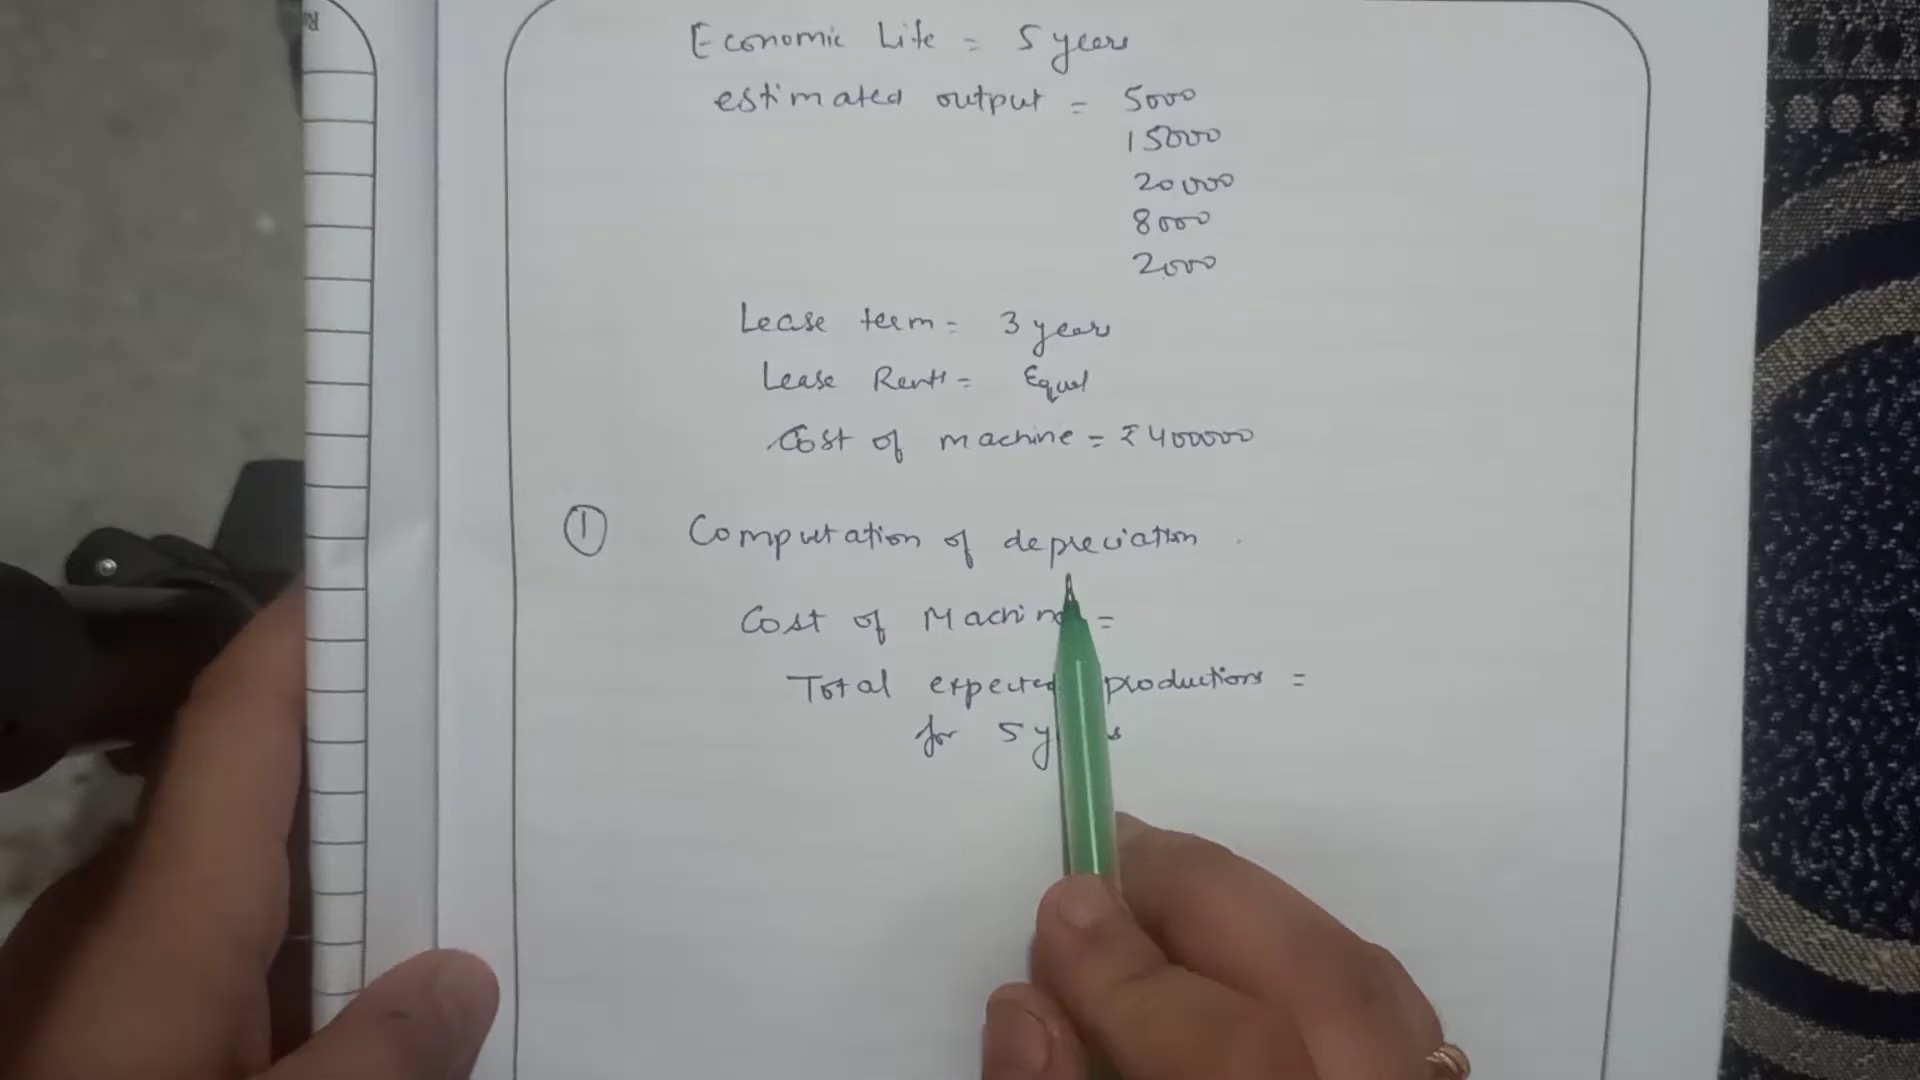 Economic Life = 5 years
estimated output = 5000
15000
20000
8000
2000
Lease term = 3 years
Lease Rent = Equal
Cost of machine = ₹400000
① Computation of depreciation
Cost of Machine =
Total expected productions =
for 5 years